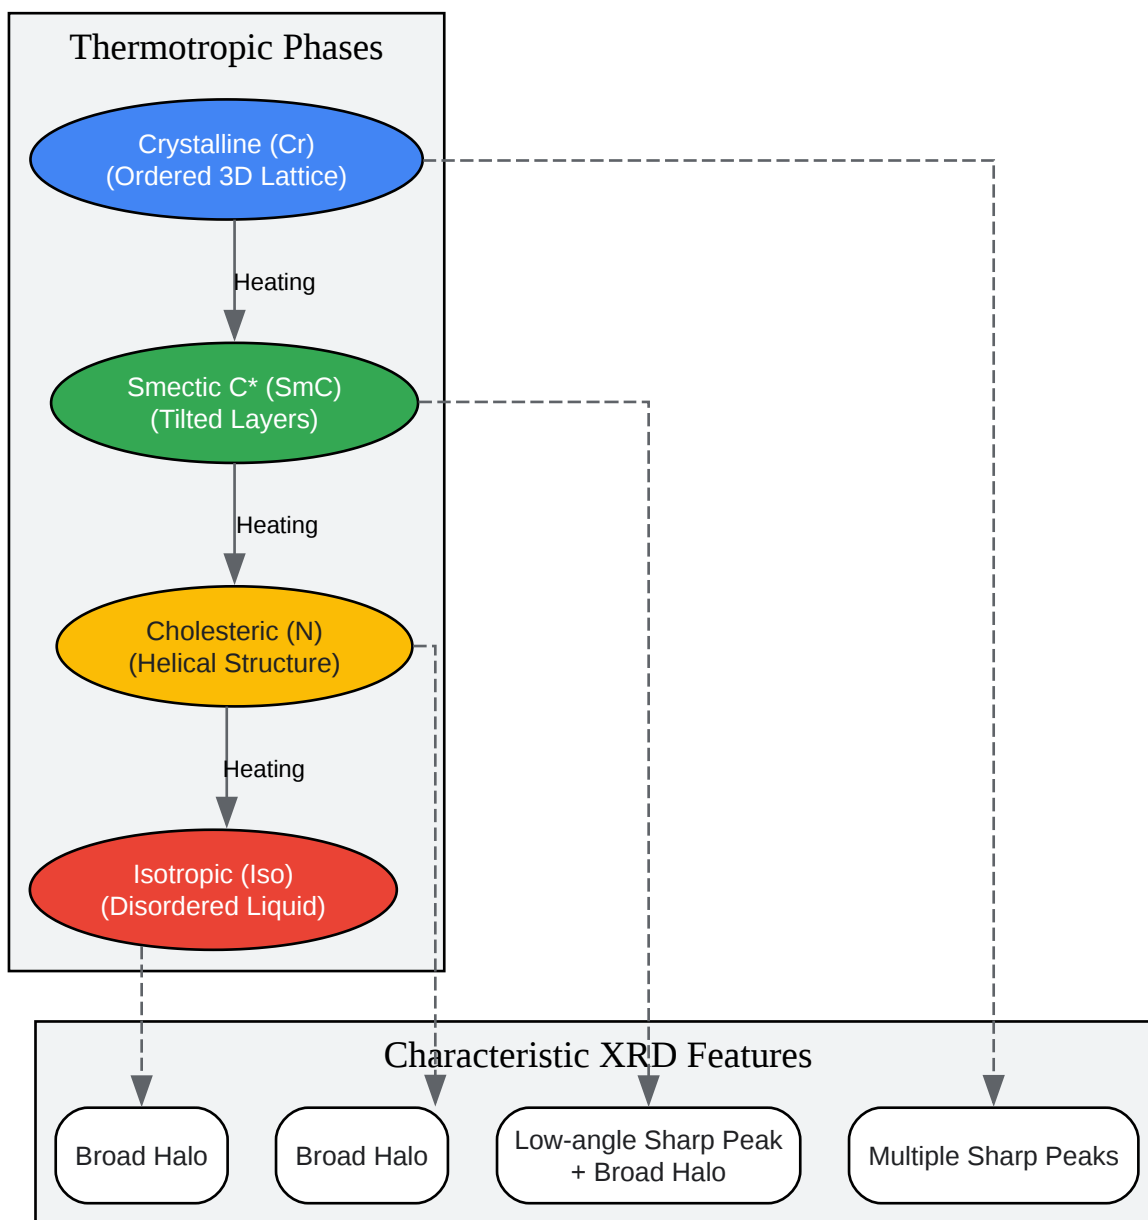 Thermotropic Phases
Crystalline (Cr)
(Ordered 3D Lattice)
Heating
Smectic C* (SmC)
(Tilted Layers)
Heating
Cholesteric (N)
(Helical Structure)
Heating
Isotropic (Iso)
(Disordered Liquid)
Characteristic XRD Features
Broad Halo
Broad Halo
Low-angle Sharp Peak
+ Broad Halo
Multiple Sharp Peaks